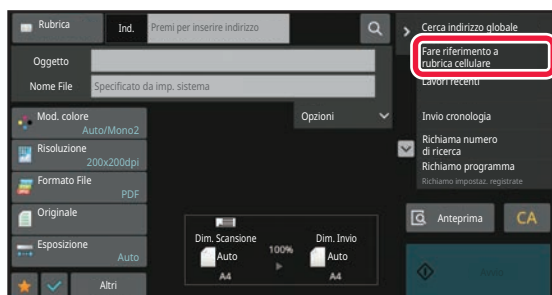 Rubrica
Ind.
Premi per inserire indirizzo
Oggetto
Nome File
Specificato da imp. sistema
Mod. colore
Auto/Mono2
Risoluzione
200x200dpi
Formato File
PDF
Originale
Esposizione
Auto
Altri
Opzioni
Dim. Scansione
Auto
A4
100%
Dim. Invio
Auto
A4
Cerca indirizzo globale
Fare riferimento a
rubrica cellulare
Lavori recenti
Invio cronologia
Richiama numero
di ricerca
Richiamo programma
Richiamo impostaz. registrate
Anteprima
CA